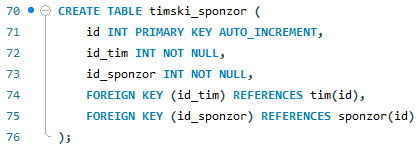 70 CREATE TABLE timski_sponzor (
71 id INT PRIMARY KEY AUTO_INCREMENT,
72 id_tim INT NOT NULL,
73 id_sponzor INT NOT NULL,
74 FOREIGN KEY (id_tim) REFERENCES tim(id),
75 FOREIGN KEY (id_sponzor) REFERENCES sponzor(id)
76 );